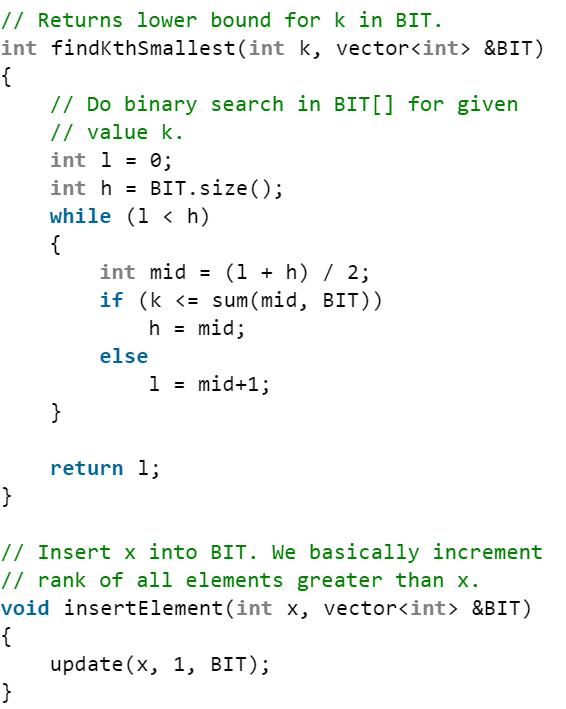 // Returns lower bound for k in BIT.
int findKthSmallest(int k, vector<int> &BIT)
{
    // Do binary search in BIT[] for given
    // value k.
    int l = 0;
    int h = BIT.size();
    while (l < h)
    {
        int mid = (l + h) / 2;
        if (k <= sum(mid, BIT))
            h = mid;
        else
            l = mid+1;
    }

    return l;
}

// Insert x into BIT. We basically increment
// rank of all elements greater than x.
void insertElement(int x, vector<int> &BIT)
{
    update(x, 1, BIT);
}